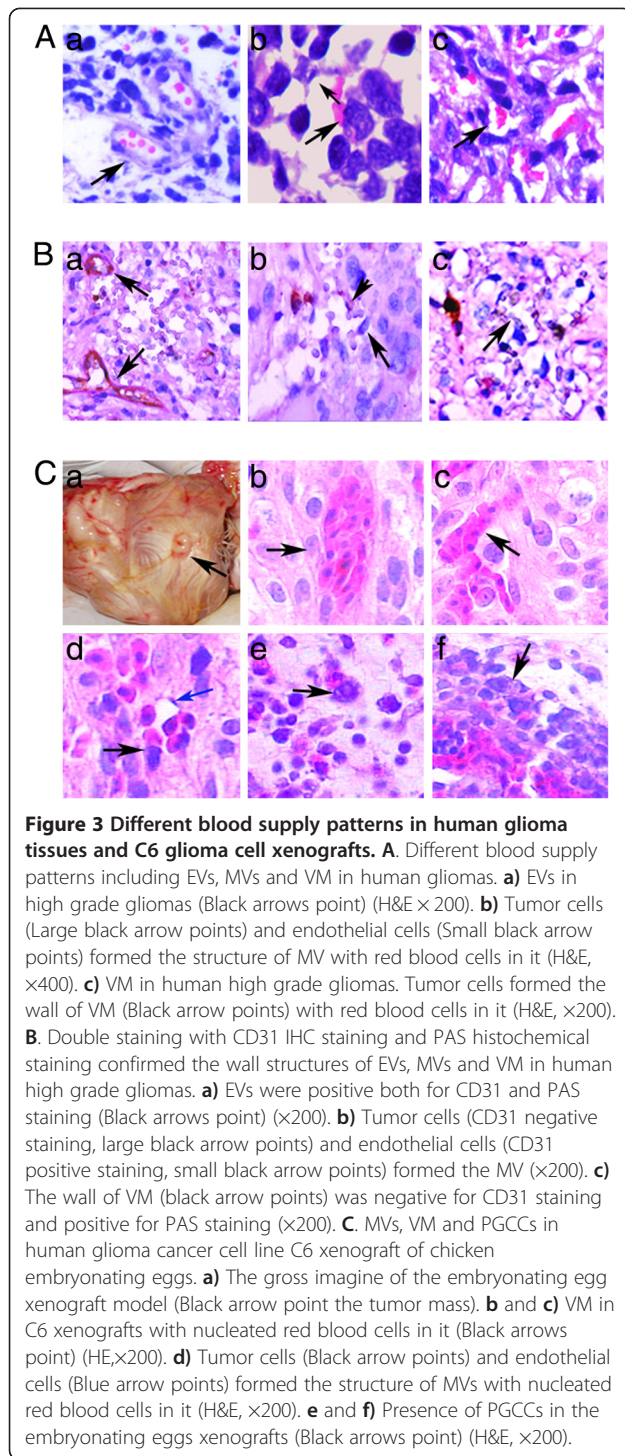 A a b c
B a b c
C a b c
d e f
Figure 3 Different blood supply patterns in human glioma
tissues and C6 glioma cell xenografts. A. Different blood supply
patterns including EVs, MVs and VM in human gliomas. a) EVs in
high grade gliomas (Black arrows point) (H&E × 200). b) Tumor cells
(Large black arrow points) and endothelial cells (Small black arrow
points) formed the structure of MV with red blood cells in it (H&E,
×400). c) VM in human high grade gliomas. Tumor cells formed the
wall of VM (Black arrow points) with red blood cells in it (H&E, ×200).
B. Double staining with CD31 IHC staining and PAS histochemical
staining confirmed the wall structures of EVs, MVs and VM in human
high grade gliomas. a) EVs were positive both for CD31 and PAS
staining (Black arrows point) (×200). b) Tumor cells (CD31 negative
staining, large black arrow points) and endothelial cells (CD31
positive staining, small black arrow points) formed the MV (×200). c)
The wall of VM (black arrow points) was negative for CD31 staining
and positive for PAS staining (×200). C. MVs, VM and PGCCs in
human glioma cancer cell line C6 xenograft of chicken
embryonating eggs. a) The gross imagine of the embryonating egg
xenograft model (Black arrow point the tumor mass). b and c) VM in
C6 xenografts with nucleated red blood cells in it (Black arrows
point) (HE,×200). d) Tumor cells (Black arrow points) and endothelial
cells (Blue arrow points) formed the structure of MVs with nucleated
red blood cells in it (H&E, ×200). e and f) Presence of PGCCs in the
embryonating eggs xenografts (Black arrows point) (H&E, ×200).